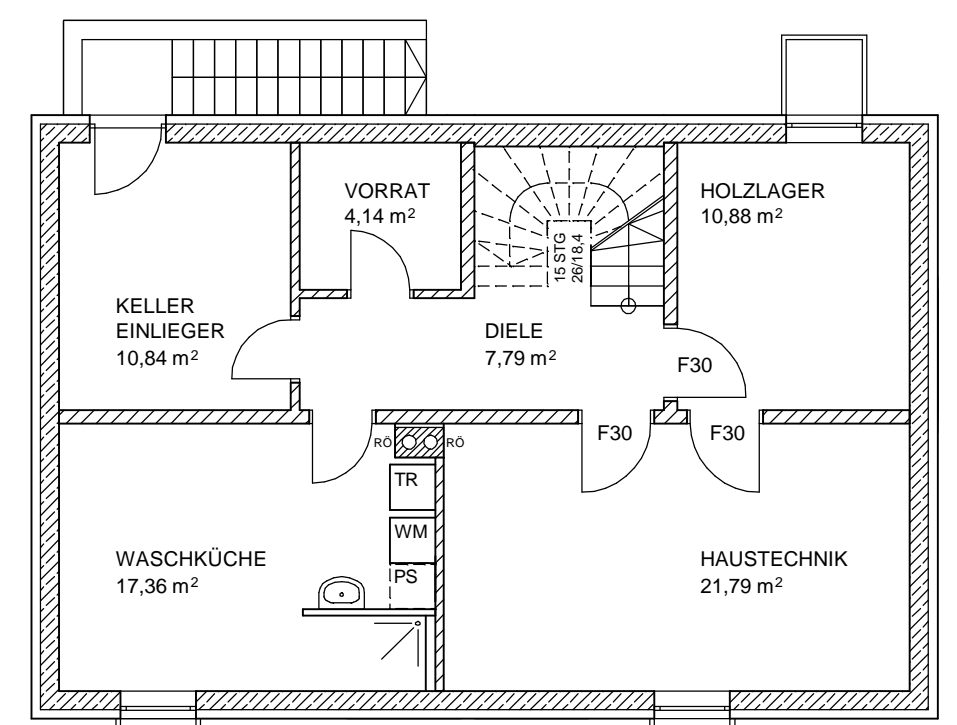 VORRAT
4,14 m²
HOLZLAGER
10,88 m²
15 STG
26/18,4
KELLER
EINLIEGER
10,84 m²
DIELE
7,79 m²
F30
F30
F30
RÖ
RÖ
TR
WM
PS
WASCHKÜCHE
17,36 m²
HAUSTECHNIK
21,79 m²